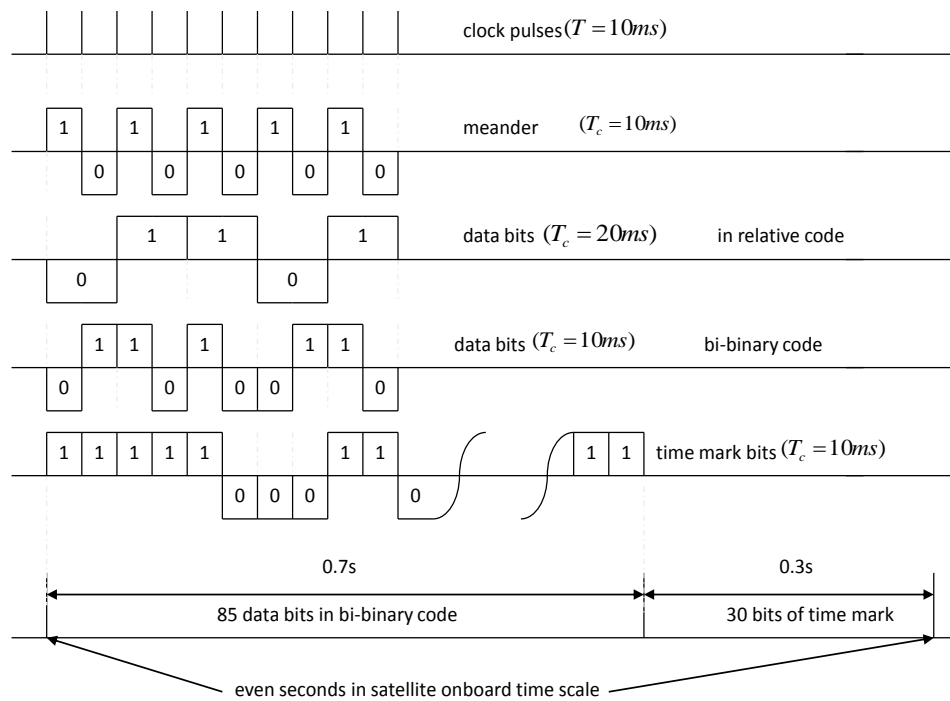 clock pulses (T = 10ms)
1 1 1 1 1
meander (T_c = 10ms)
0 0 0 0 0
1 1 1
data bits (T_c = 20ms) in relative code
0 0
1 1 1 1 1
data bits (T_c = 10ms) bi-binary code
0 0 0 0 0
1 1 1 1 1 1 1 1 1
time mark bits (T_c = 10ms)
0 0 0 0
0.7s 0.3s
85 data bits in bi-binary code 30 bits of time mark
even seconds in satellite onboard time scale